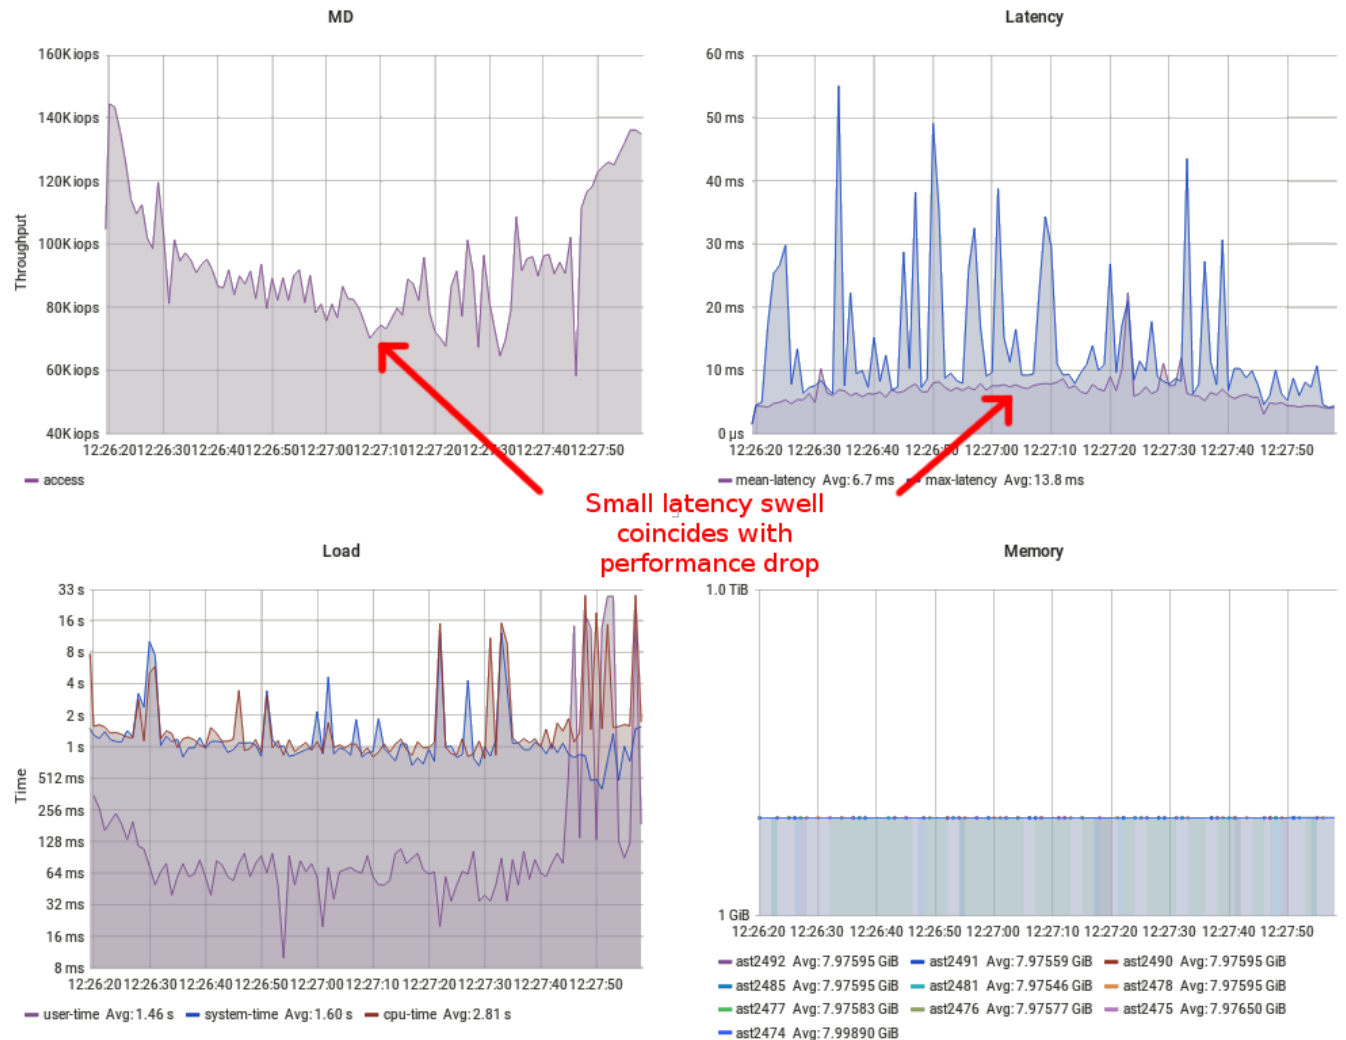 MD
160Kiops
140Kiops
120Kiops
100Kiops
80Kiops
60Kiops
40Kiops
Throughput
12:26:20 12:26:30 12:26:40 12:26:50 12:27:00 12:27:10 12:27:20 12:27:30 12:27:40 12:27:50
access
Latency
60 ms
50 ms
40 ms
30 ms
20 ms
10 ms
0 µs
12:26:20 12:26:30 12:26:40 12:26:50 12:27:00 12:27:10 12:27:20 12:27:30 12:27:40 12:27:50
mean-latency Avg: 6.7 ms max-latency Avg: 13.8 ms
Small latency swell
coincides with
performance drop
Load
33 s
16 s
8 s
4 s
2 s
1 s
512 ms
256 ms
128 ms
64 ms
32 ms
16 ms
8 ms
Time
12:26:20 12:26:30 12:26:40 12:26:50 12:27:00 12:27:10 12:27:20 12:27:30 12:27:40 12:27:50
user-time Avg: 1.46 s system-time Avg: 1.60 s cpu-time Avg: 2.81 s
Memory
1.0 TiB
1 GiB
12:26:20 12:26:30 12:26:40 12:26:50 12:27:00 12:27:10 12:27:20 12:27:30 12:27:40 12:27:50
ast2492 Avg: 7.97595 GiB ast2491 Avg: 7.97559 GiB ast2490 Avg: 7.97595 GiB
ast2485 Avg: 7.97595 GiB ast2481 Avg: 7.97546 GiB ast2478 Avg: 7.97595 GiB
ast2477 Avg: 7.97583 GiB ast2476 Avg: 7.97577 GiB ast2475 Avg: 7.97650 GiB
ast2474 Avg: 7.99890 GiB